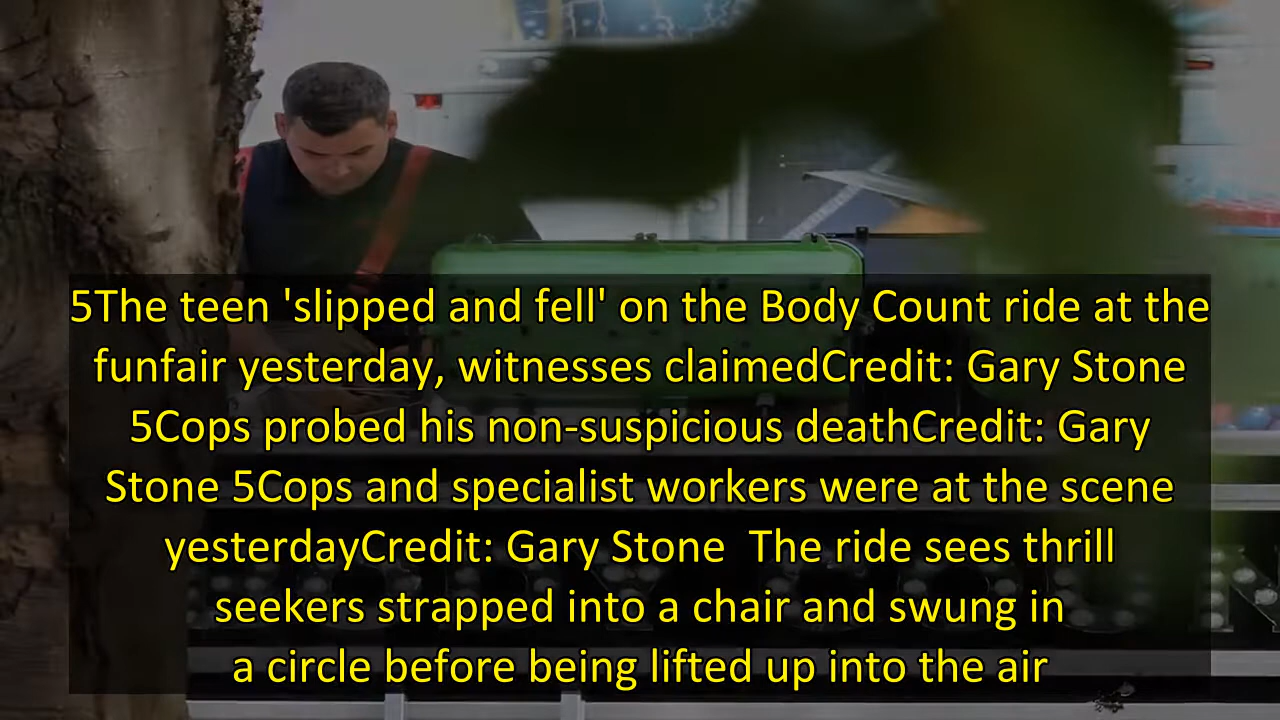 5The teen 'slipped and fell' on the Body Count ride at the
funfair yesterday, witnesses claimedCredit: Gary Stone
5Cops probed his non-suspicious deathCredit: Gary
Stone 5Cops and specialist workers were at the scene
yesterdayCredit: Gary Stone  The ride sees thrill
seekers strapped into a chair and swung in
a circle before being lifted up into the air